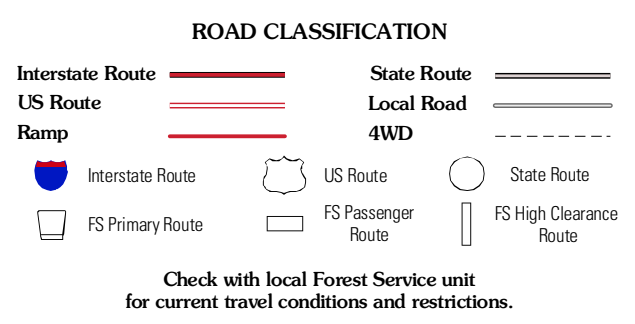 ROAD CLASSIFICATION
Interstate Route
State Route
US Route
Local Road
Ramp
4WD
Interstate Route
US Route
State Route
FS Primary Route
FS Passenger
Route
FS High Clearance
Route
Check with local Forest Service unit
for current travel conditions and restrictions.